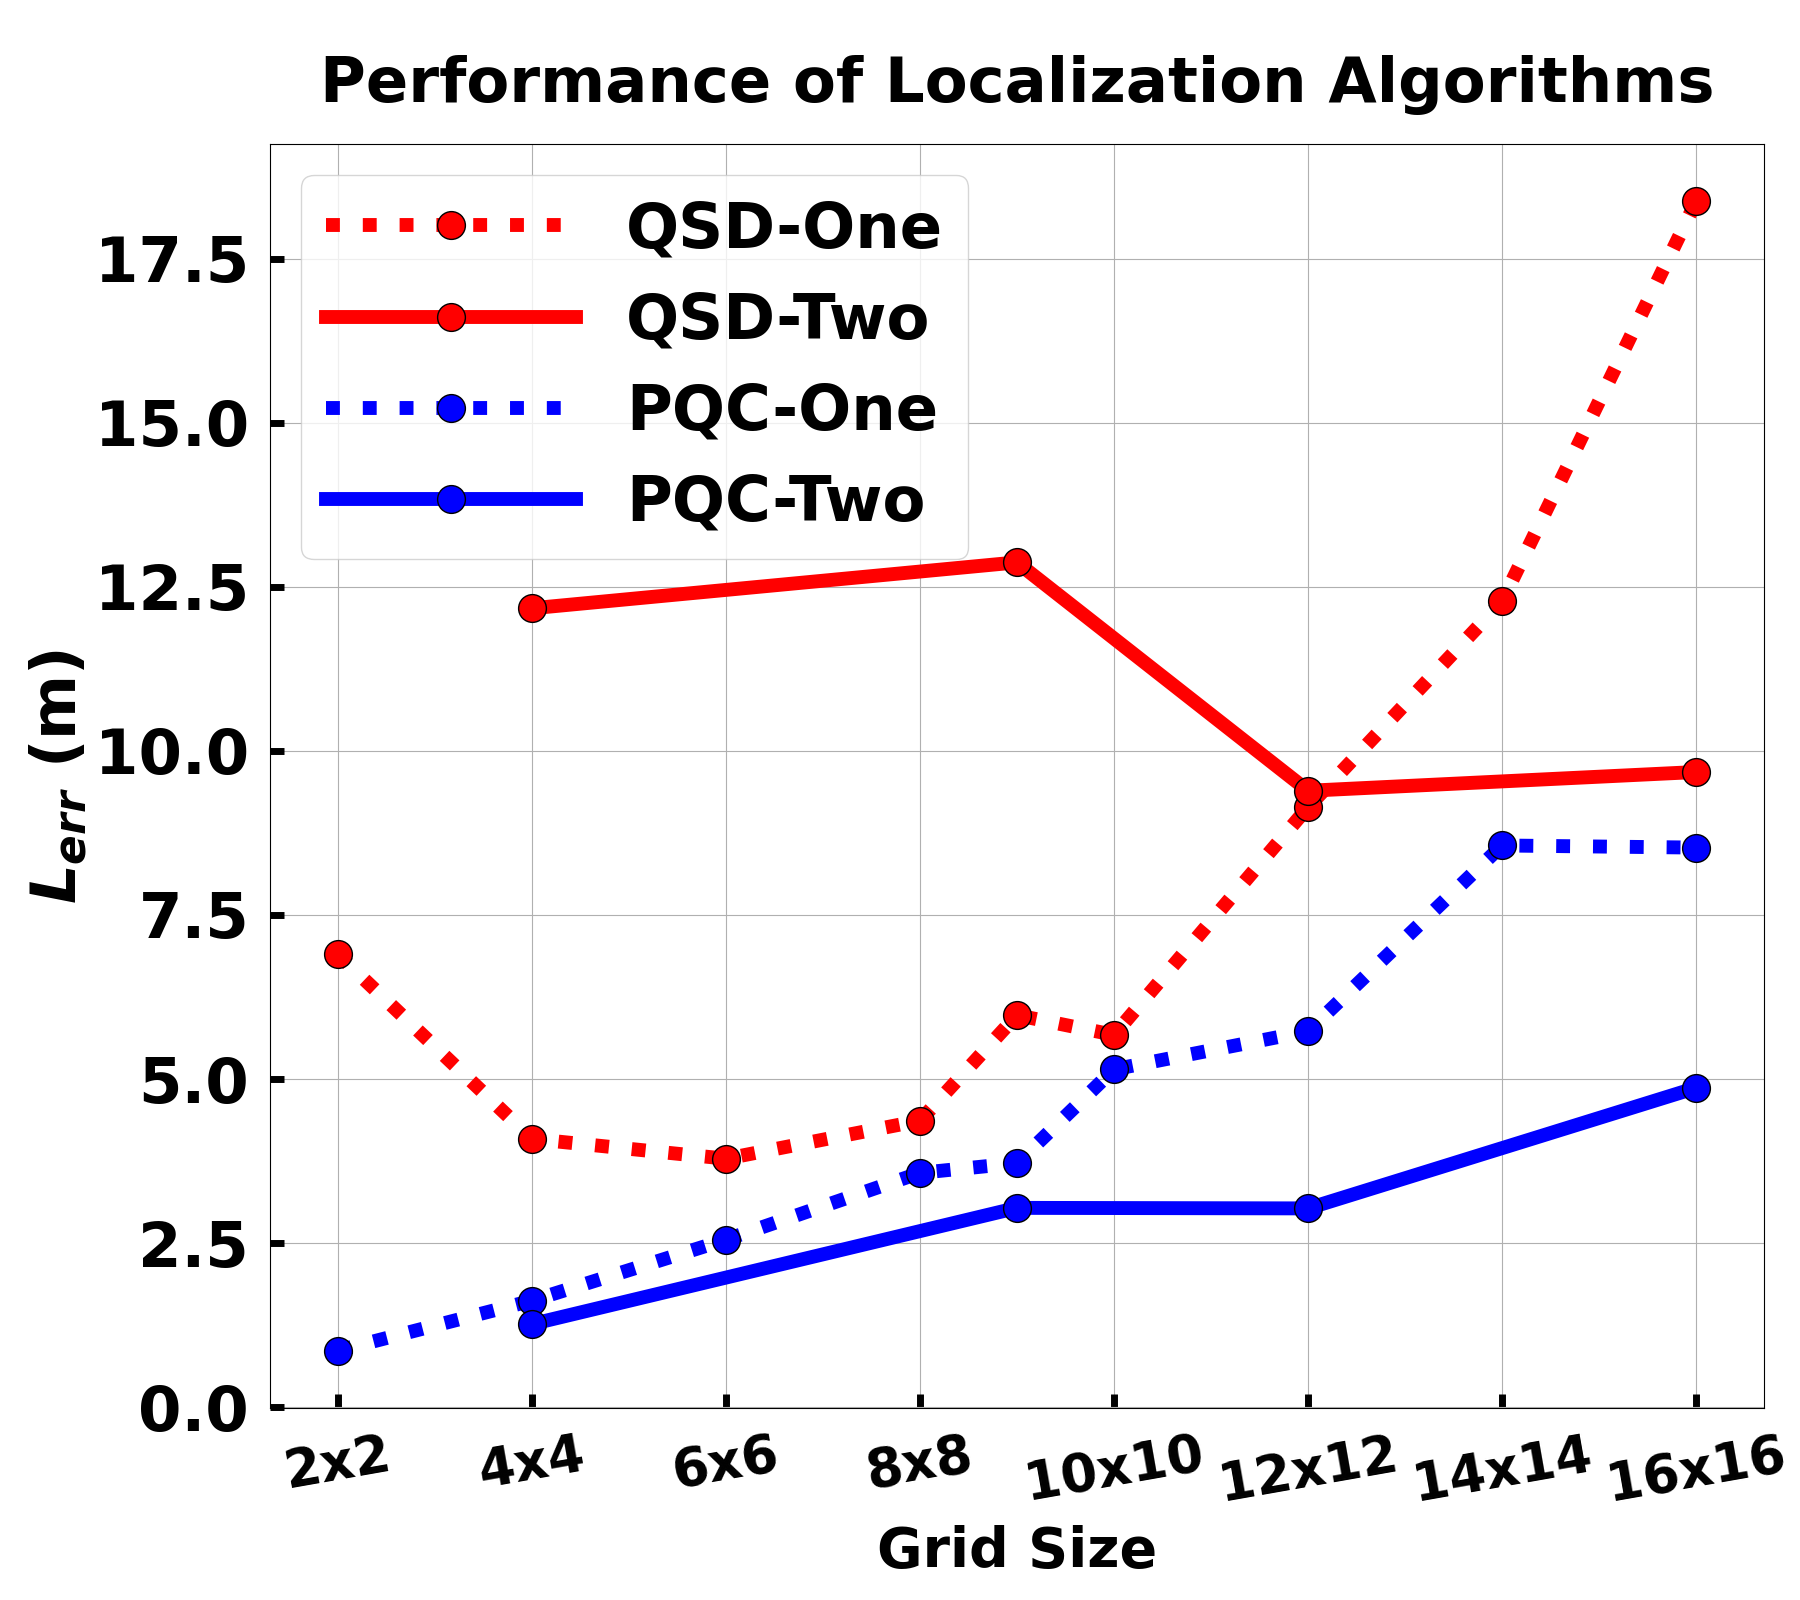 Performance of Localization Algorithms
QSD-One
QSD-Two
PQC-One
PQC-Two
17.5
15.0
12.5
10.0
7.5
5.0
2.5
0.0
L_err (m)
2x2 4x4 6x6 8x8 10x10 12x12 14x14 16x16
Grid Size